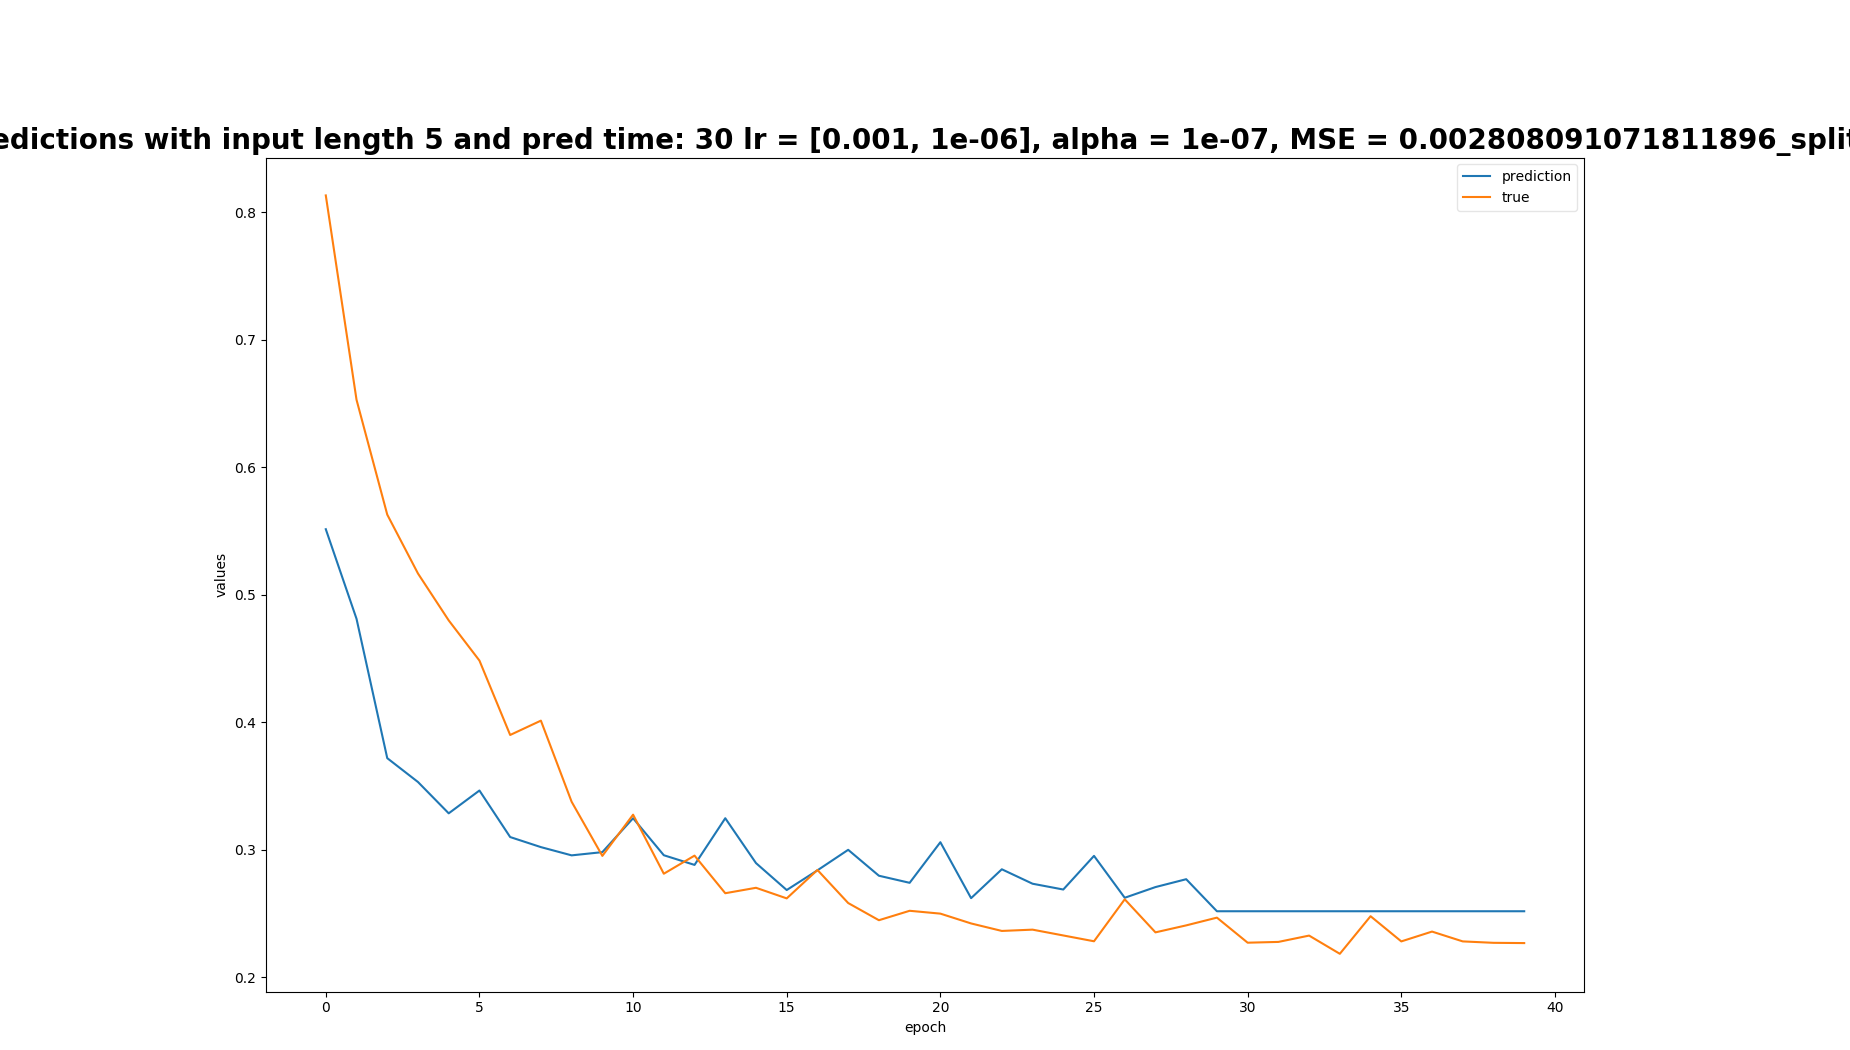 edictions with input length 5 and pred time: 30 lr = [0.001, 1e-06], alpha = 1e-07, MSE = 0.002808091071811896_split
prediction
true
0.8
0.7
0.6
0.5
0.4
0.3
0.2
values
0 5 10 15 20 25 30 35 40
epoch